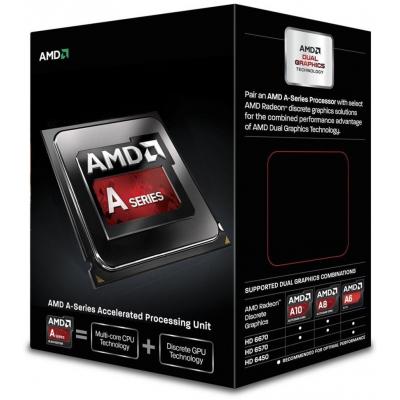 AMD
AMD
A SERIES
AMD A-Series Accelerated Processing Unit
AMD
A SERIES
=
Multi-core CPU
Technology
+
Discrete GPU
Technology
AMD
DUAL
GRAPHICS
TECHNOLOGY
Pair an AMD A-Series Processor with select
AMD Radeon™ discrete graphics solutions
for the combined performance advantage
of AMD Dual Graphics Technology.
SUPPORTED DUAL GRAPHICS COMBINATIONS
AMD Radeon™
Discrete
Graphics
AMD A10
AMD A8
AMD A6
HD 6670
HD 6570
HD 6450
• RECOMMENDED FOR OPTIMAL PERFORMANCE